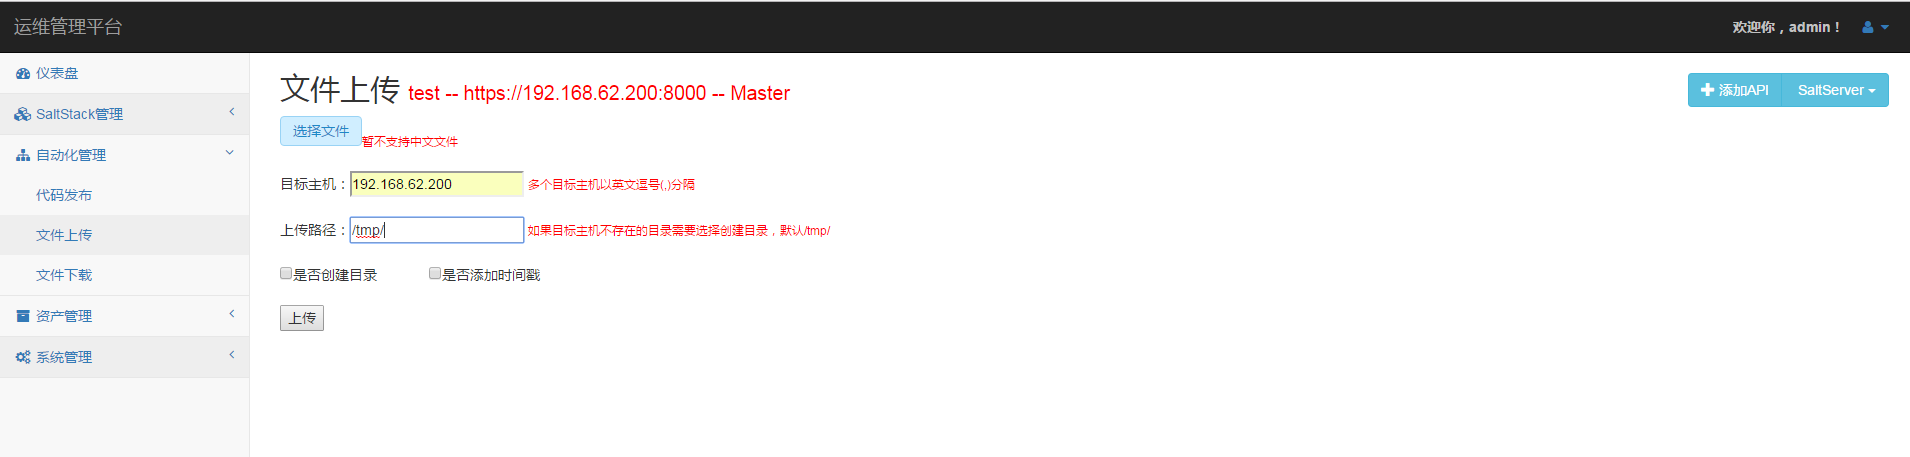 运维管理平台
欢迎你，admin！
仪表盘
SaltStack管理
自动化管理
代码发布
文件上传
文件下载
资产管理
系统管理
文件上传 test -- https://192.168.62.200:8000 -- Master
添加API SaltServer
选择文件 暂不支持中文文件
目标主机：192.168.62.200 多个目标主机以英文逗号(,)分隔
上传路径：/tmp/ 如果目标主机不存在的目录需要选择创建目录，默认/tmp/
是否创建目录 是否添加时间戳
上传